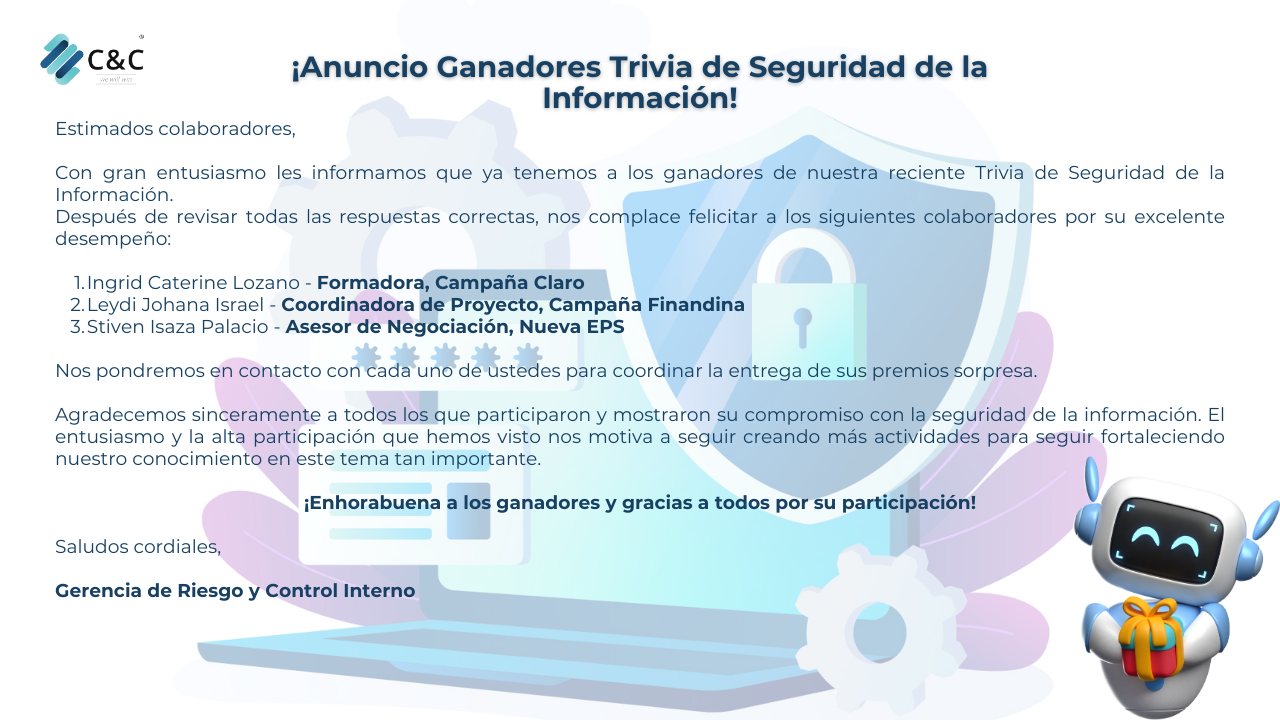 C&C
we will win
¡Anuncio Ganadores Trivia de Seguridad de la
Información!
Estimados colaboradores,
Con gran entusiasmo les informamos que ya tenemos a los ganadores de nuestra reciente Trivia de Seguridad de la
Información.
Después de revisar todas las respuestas correctas, nos complace felicitar a los siguientes colaboradores por su excelente
desempeño:
1. Ingrid Caterine Lozano - Formadora, Campaña Claro
2. Leydi Johana Israel - Coordinadora de Proyecto, Campaña Finandina
3. Stiven Isaza Palacio - Asesor de Negociación, Nueva EPS
Nos pondremos en contacto con cada uno de ustedes para coordinar la entrega de sus premios sorpresa.
Agradecemos sinceramente a todos los que participaron y mostraron su compromiso con la seguridad de la información. El
entusiasmo y la alta participación que hemos visto nos motiva a seguir creando más actividades para seguir fortaleciendo
nuestro conocimiento en este tema tan importante.
¡Enhorabuena a los ganadores y gracias a todos por su participación!
Saludos cordiales,
Gerencia de Riesgo y Control Interno